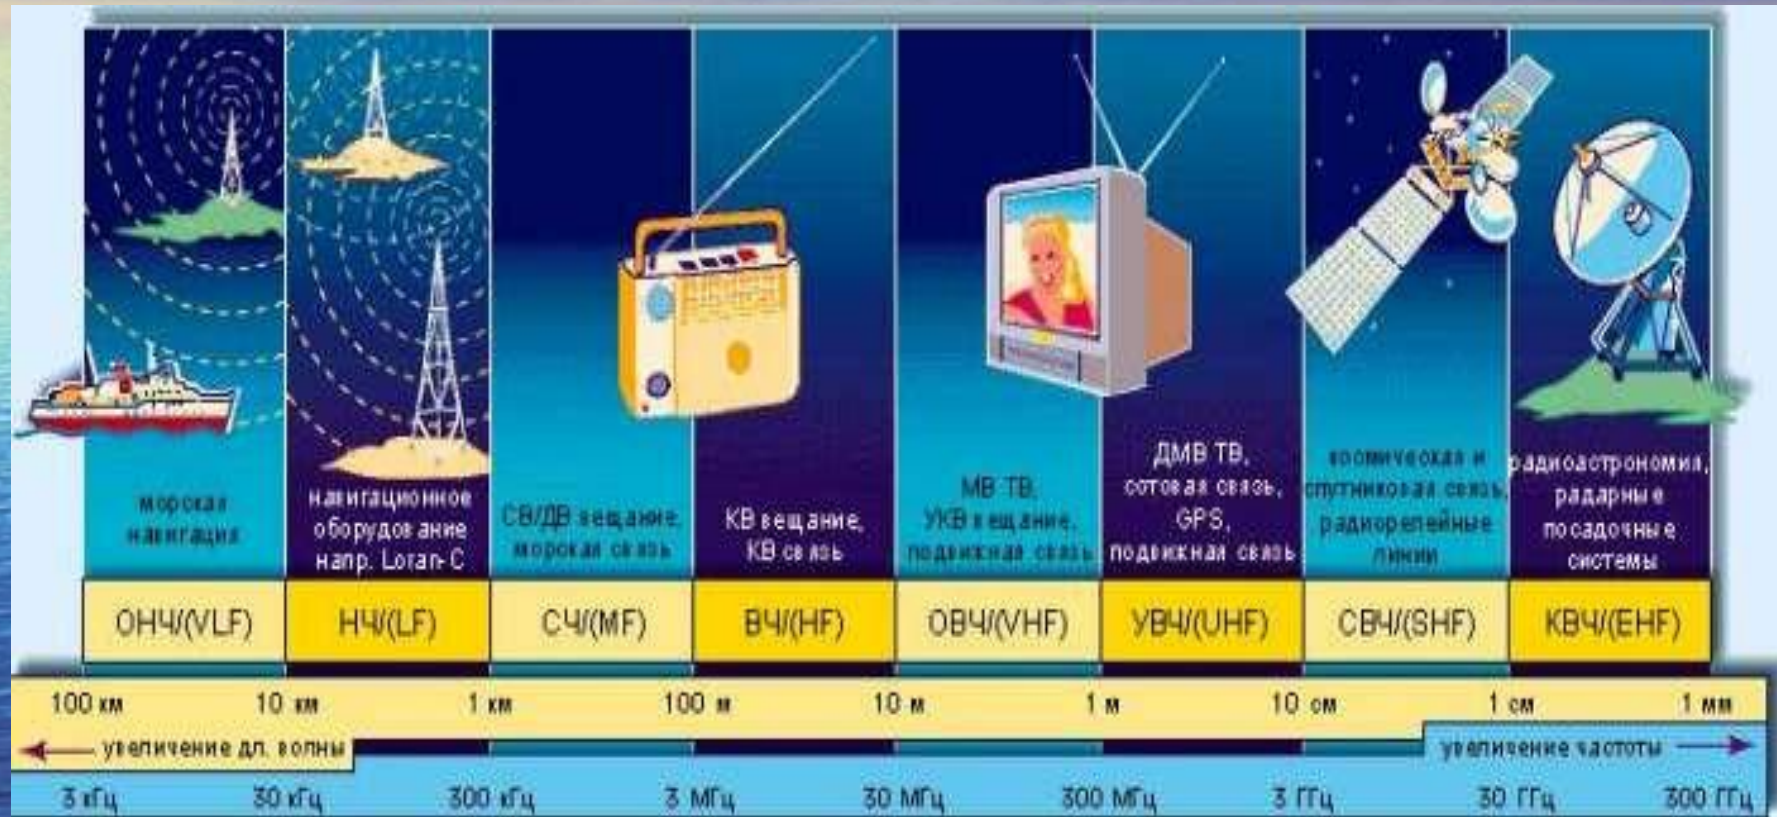 морская
навигация
навигационное
оборудование
напр. Loran-C
СВ/ДВ вещание,
морская связь
КВ вещание,
КВ связь
МВ ТВ,
УКВ вещание,
подвижная связь
ДМВ ТВ,
сотовая связь,
GPS,
подвижная связь
космическая и
спутниковая связь,
радиорелейные
линии
радиоастрономия,
радарные
посадочные
системы
ОНЧ/(VLF)
НЧ/(LF)
СЧ/(MF)
ВЧ/(HF)
ОВЧ/(VHF)
УВЧ/(UHF)
СВЧ/(SHF)
КВЧ/(EHF)
100 км 10 км 1 км 100 м 10 м 1 м 10 см 1 см 1 мм
увеличение дл. волны
увеличение частоты
3 кГц 30 кГц 300 кГц 3 МГц 30 МГц 300 МГц 3 ГГц 30 ГГц 300 ГГц